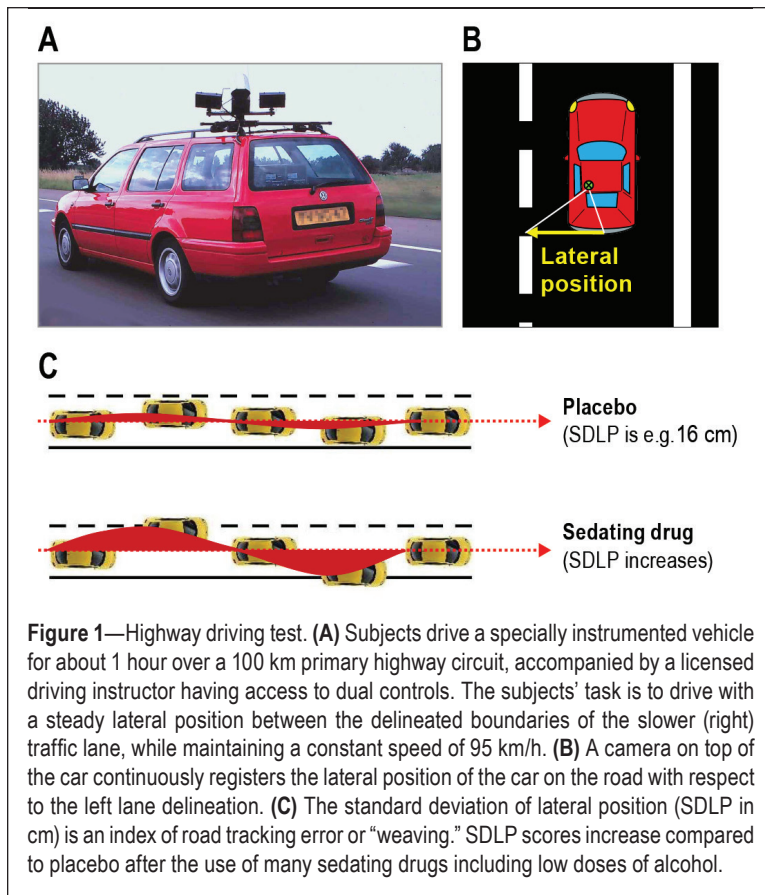 A
B
Lateral
position
C
Placebo
(SDLP is e.g.16 cm)
Sedating drug
(SDLP increases)
Figure 1—Highway driving test. (A) Subjects drive a specially instrumented vehicle
for about 1 hour over a 100 km primary highway circuit, accompanied by a licensed
driving instructor having access to dual controls. The subjects’ task is to drive with
a steady lateral position between the delineated boundaries of the slower (right)
traffic lane, while maintaining a constant speed of 95 km/h. (B) A camera on top of
the car continuously registers the lateral position of the car on the road with respect
to the left lane delineation. (C) The standard deviation of lateral position (SDLP in
cm) is an index of road tracking error or “weaving.” SDLP scores increase compared
to placebo after the use of many sedating drugs including low doses of alcohol.